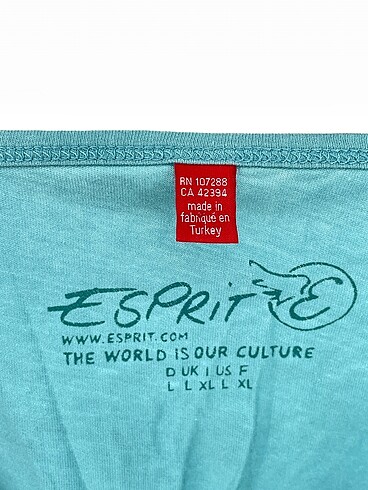 RN 107288
CA 42394
made in
fabriqué en
Turkey
ESPRIT E
WWW.ESPRIT.COM
THE WORLD IS OUR CULTURE
D UK I US F
L L XL L XL